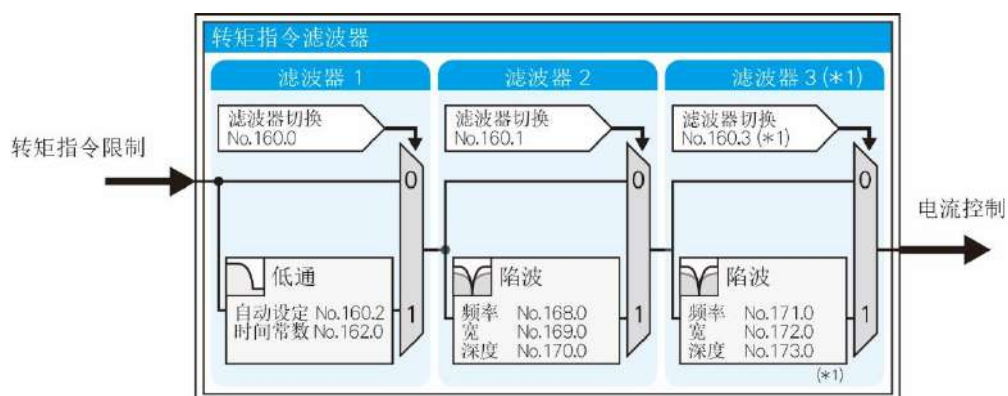 转矩指令滤波器
滤波器 1
滤波器 2
滤波器 3 (*1)
转矩指令限制
滤波器切换
No.160.0
0
低通
自动设定 No.160.2
时间常数 No.162.0
1
滤波器切换
No.160.1
0
陷波
频率 No.168.0
宽 No.169.0
深度 No.170.0
1
滤波器切换
No.160.3 (*1)
0
陷波
频率 No.171.0
宽 No.172.0
深度 No.173.0
(*1)
1
电流控制